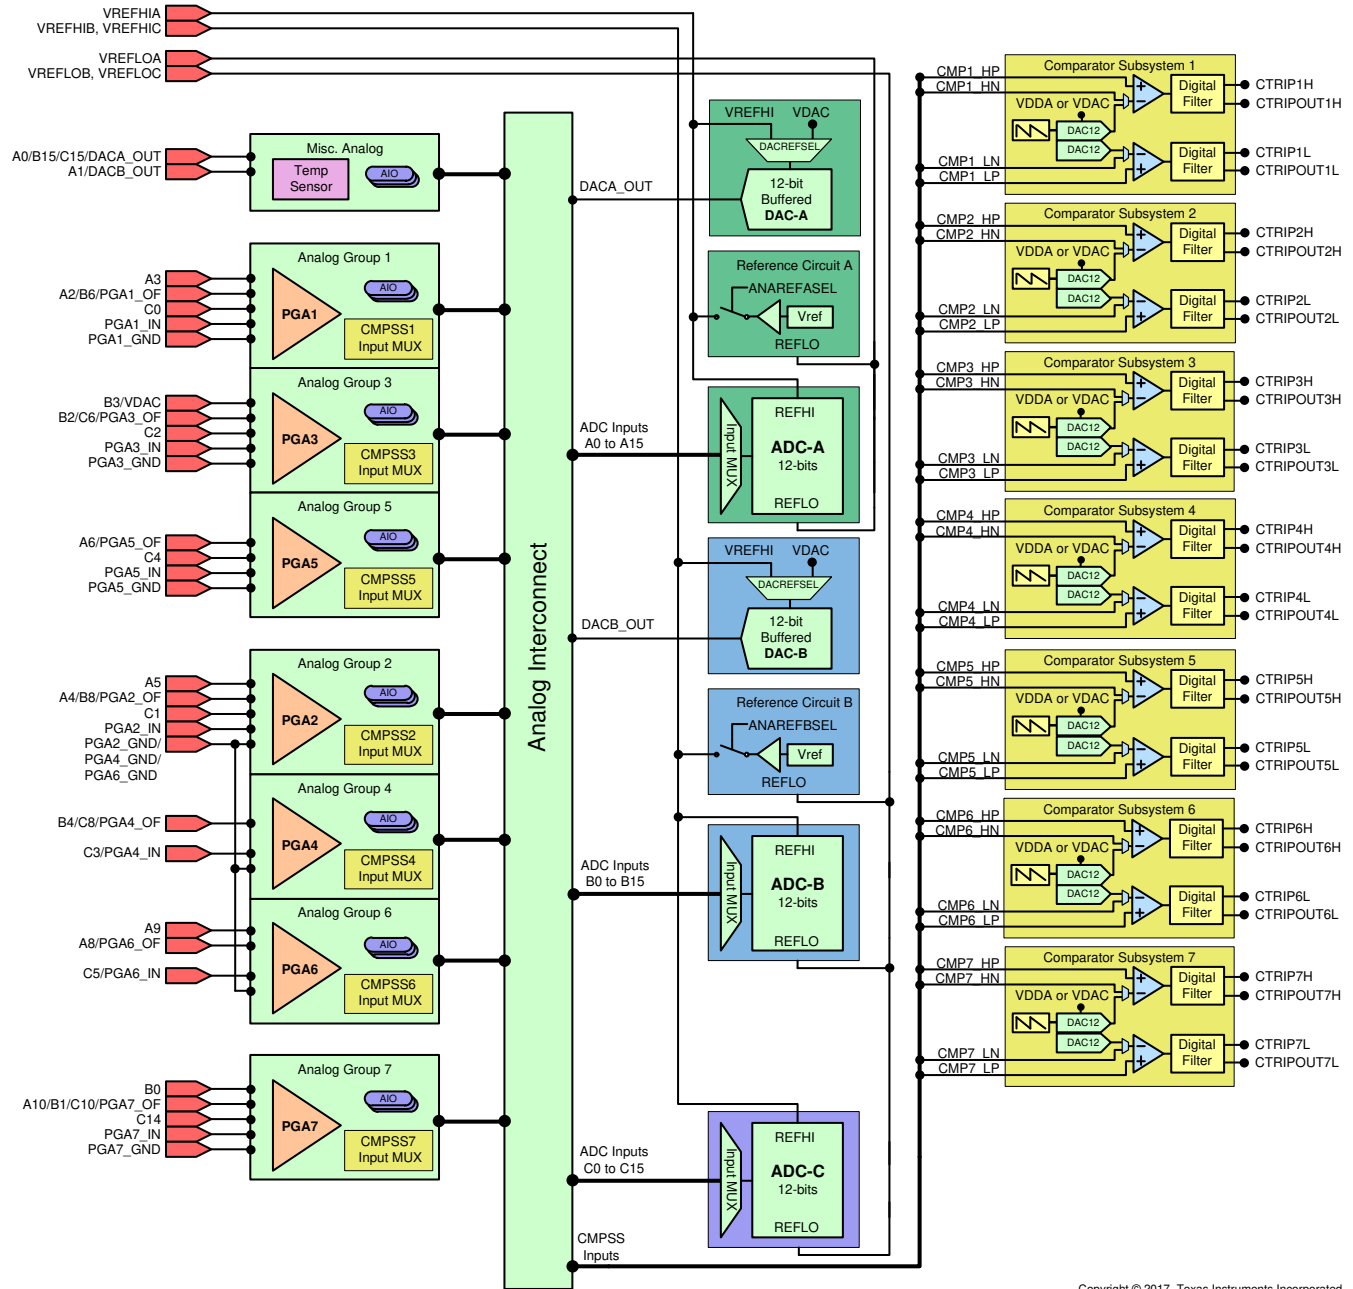 VREFHIA
VREFHIB, VREFHIC
VREFLOA
VREFLOB, VREFLOC
A0/B15/C15/DACA_OUT
A1/DACB_OUT
Misc. Analog
Temp
Sensor
AIO
A3
A2/B6/PGA1_OF
C0
PGA1_IN
PGA1_GND
Analog Group 1
PGA1
AIO
CMPSS1
Input MUX
B3/VDAC
B2/C6/PGA3_OF
C2
PGA3_IN
PGA3_GND
Analog Group 3
PGA3
AIO
CMPSS3
Input MUX
A6/PGA5_OF
C4
PGA5_IN
PGA5_GND
Analog Group 5
PGA5
AIO
CMPSS5
Input MUX
A5
A4/B8/PGA2_OF
C1
PGA2_IN
PGA2_GND/
PGA4_GND/
PGA6_GND
Analog Group 2
PGA2
AIO
CMPSS2
Input MUX
B4/C8/PGA4_OF
C3/PGA4_IN
Analog Group 4
PGA4
AIO
CMPSS4
Input MUX
A9
A8/PGA6_OF
C5/PGA6_IN
Analog Group 6
PGA6
AIO
CMPSS6
Input MUX
B0
A10/B1/C10/PGA7_OF
C14
PGA7_IN
PGA7_GND
Analog Group 7
PGA7
AIO
CMPSS7
Input MUX
Analog Interconnect
DACA_OUT
VREFHI
VDAC
DACREFSEL
12-bit
Buffered
DAC-A
Reference Circuit A
ANAREFASEL
Vref
REFLO
ADC Inputs
A0 to A15
Input MUX
REFHI
ADC-A
12-bits
REFLO
DACB_OUT
VREFHI
VDAC
DACREFSEL
12-bit
Buffered
DAC-B
Reference Circuit B
ANAREFBSEL
Vref
REFLO
ADC Inputs
B0 to B15
Input MUX
REFHI
ADC-B
12-bits
REFLO
ADC Inputs
C0 to C15
Input MUX
REFHI
ADC-C
12-bits
REFLO
CMPSS
Inputs
Comparator Subsystem 1
CMP1_HP
CMP1_HN
VDDA or VDAC
DAC12
DAC12
CMP1_LN
CMP1_LP
Digital
Filter
Digital
Filter
CTRIP1H
CTRIPOUT1H
CTRIP1L
CTRIPOUT1L
Comparator Subsystem 2
CMP2_HP
CMP2_HN
VDDA or VDAC
DAC12
DAC12
CMP2_LN
CMP2_LP
Digital
Filter
Digital
Filter
CTRIP2H
CTRIPOUT2H
CTRIP2L
CTRIPOUT2L
Comparator Subsystem 3
CMP3_HP
CMP3_HN
VDDA or VDAC
DAC12
DAC12
CMP3_LN
CMP3_LP
Digital
Filter
Digital
Filter
CTRIP3H
CTRIPOUT3H
CTRIP3L
CTRIPOUT3L
Comparator Subsystem 4
CMP4_HP
CMP4_HN
VDDA or VDAC
DAC12
DAC12
CMP4_LN
CMP4_LP
Digital
Filter
Digital
Filter
CTRIP4H
CTRIPOUT4H
CTRIP4L
CTRIPOUT4L
Comparator Subsystem 5
CMP5_HP
CMP5_HN
VDDA or VDAC
DAC12
DAC12
CMP5_LN
CMP5_LP
Digital
Filter
Digital
Filter
CTRIP5H
CTRIPOUT5H
CTRIP5L
CTRIPOUT5L
Comparator Subsystem 6
CMP6_HP
CMP6_HN
VDDA or VDAC
DAC12
DAC12
CMP6_LN
CMP6_LP
Digital
Filter
Digital
Filter
CTRIP6H
CTRIPOUT6H
CTRIP6L
CTRIPOUT6L
Comparator Subsystem 7
CMP7_HP
CMP7_HN
VDDA or VDAC
DAC12
DAC12
CMP7_LN
CMP7_LP
Digital
Filter
Digital
Filter
CTRIP7H
CTRIPOUT7H
CTRIP7L
CTRIPOUT7L
Copyright © 2017, Texas Instruments Incorporated